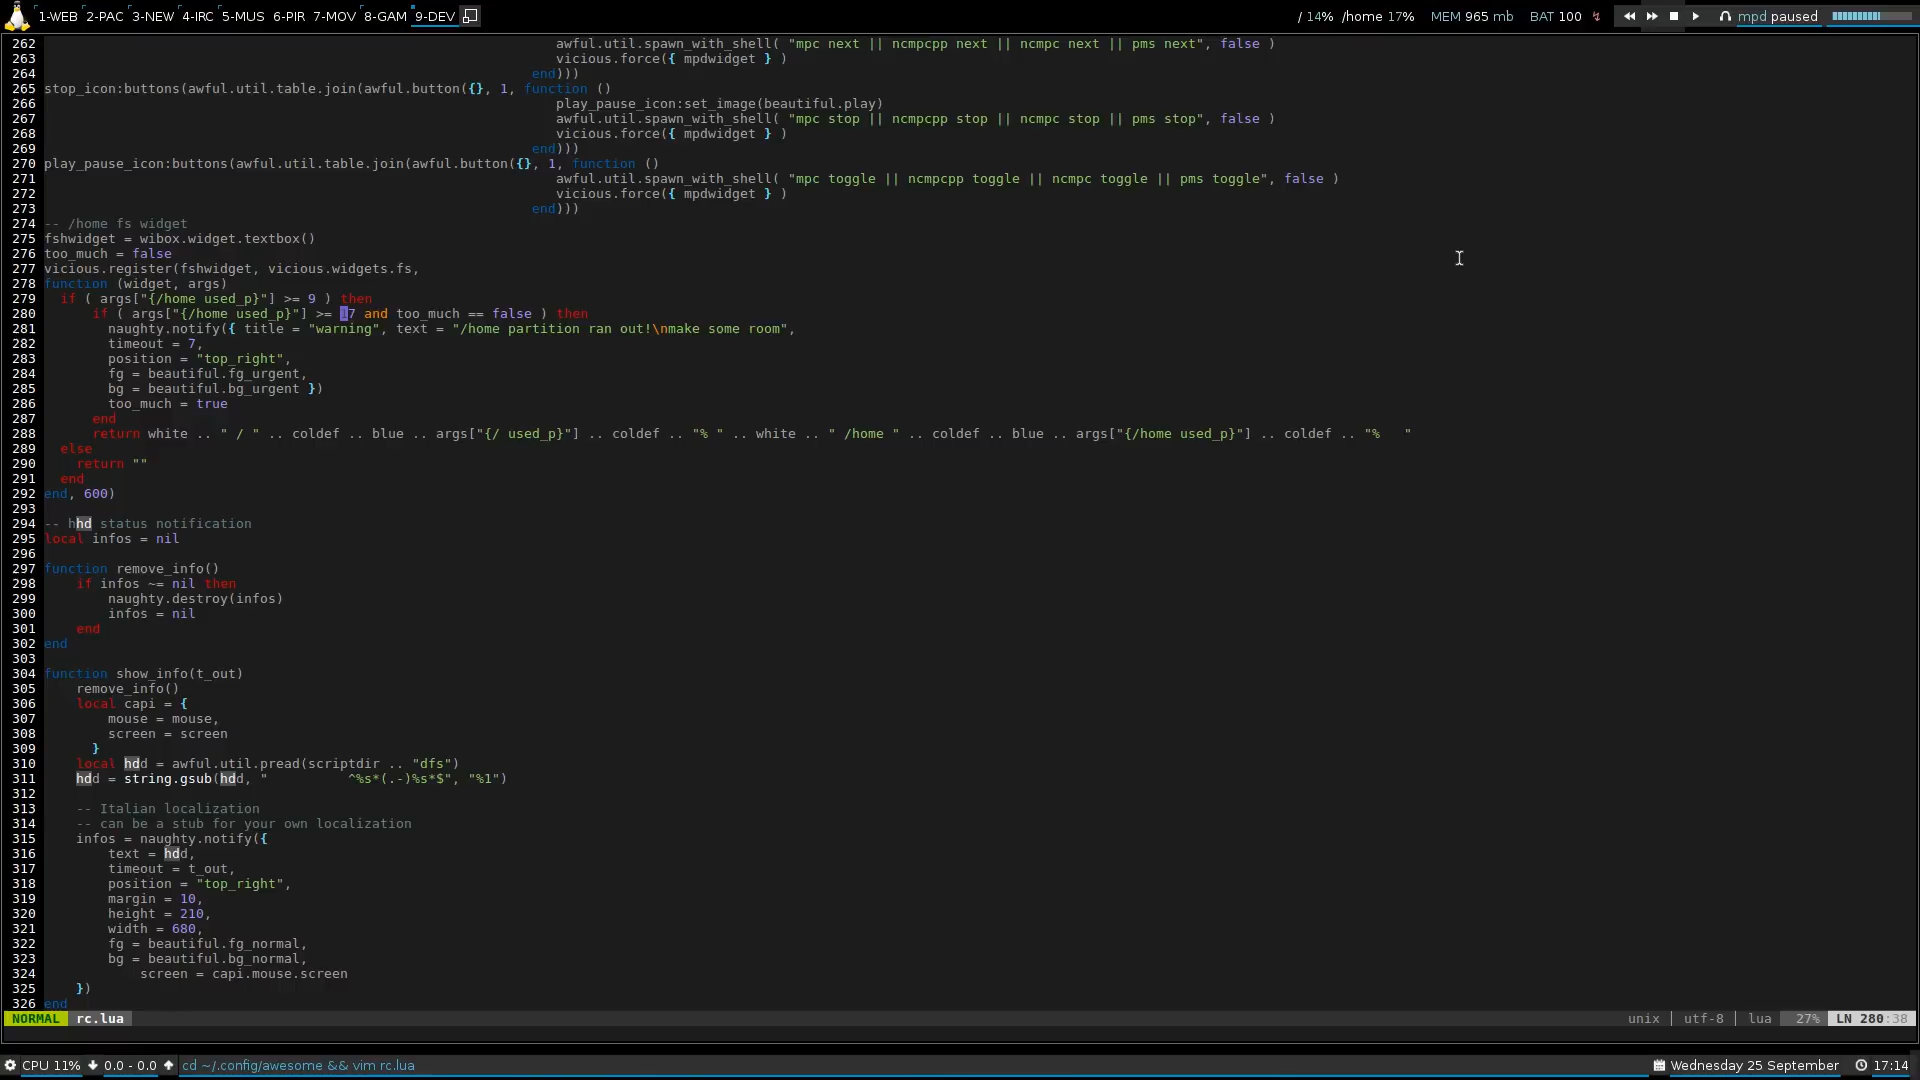 1-WEB 2-PAC 3-NEW 4-IRC 5-MUS 6-PIR 7-MOV 8-GAM 9-DEV / 14% /home 17% MEM 965 mb BAT 100 mpd paused
262 awful.util.spawn_with_shell( "mpc next || ncmpcpp next || ncmpc next || pms next", false )
263 vicious.force({ mpdwidget } )
264 end)))
265 stop_icon:buttons(awful.util.table.join(awful.button({}, 1, function ()
266 play_pause_icon:set_image(beautiful.play)
267 awful.util.spawn_with_shell( "mpc stop || ncmpcpp stop || ncmpc stop || pms stop", false )
268 vicious.force({ mpdwidget } )
269 end)))
270 play_pause_icon:buttons(awful.util.table.join(awful.button({}, 1, function ()
271 awful.util.spawn_with_shell( "mpc toggle || ncmpcpp toggle || ncmpc toggle || pms toggle", false )
272 vicious.force({ mpdwidget } )
273 end)))
274 -- /home fs widget
275 fshwidget = wibox.widget.textbox()
276 too_much = false
277 vicious.register(fshwidget, vicious.widgets.fs,
278 function (widget, args)
279 if ( args["{/home used_p}"] >= 9 ) then
280 if ( args["{/home used_p}"] >= 17 and too_much == false ) then
281 naughty.notify({ title = "warning", text = "/home partition ran out!\nmake some room",
282 timeout = 7,
283 position = "top_right",
284 fg = beautiful.fg_urgent,
285 bg = beautiful.bg_urgent })
286 too_much = true
287 end
288 return white .. " / " .. coldef .. blue .. args["{/ used_p}"] .. coldef .. "% " .. white .. " /home " .. coldef .. blue .. args["{/home used_p}"] .. coldef .. "%   "
289 else
290 return ""
291 end
292 end, 600)
293
294 -- hhd status notification
295 local infos = nil
296
297 function remove_info()
298 if infos ~= nil then
299 naughty.destroy(infos)
300 infos = nil
301 end
302 end
303
304 function show_info(t_out)
305 remove_info()
306 local capi = {
307 mouse = mouse,
308 screen = screen
309 }
310 local hdd = awful.util.pread(scriptdir .. "dfs")
311 hdd = string.gsub(hdd, "          ^%s*(.-)%s*$", "%1")
312
313 -- Italian localization
314 -- can be a stub for your own localization
315 infos = naughty.notify({
316 text = hdd,
317 timeout = t_out,
318 position = "top_right",
319 margin = 10,
320 height = 210,
321 width = 680,
322 fg = beautiful.fg_normal,
323 bg = beautiful.bg_normal,
324 screen = capi.mouse.screen
325 })
326 end
NORMAL rc.lua unix | utf-8 | lua 27% LN 280:38
CPU 11% 0.0 - 0.0 cd ~/.config/awesome && vim rc.lua Wednesday 25 September 17:14